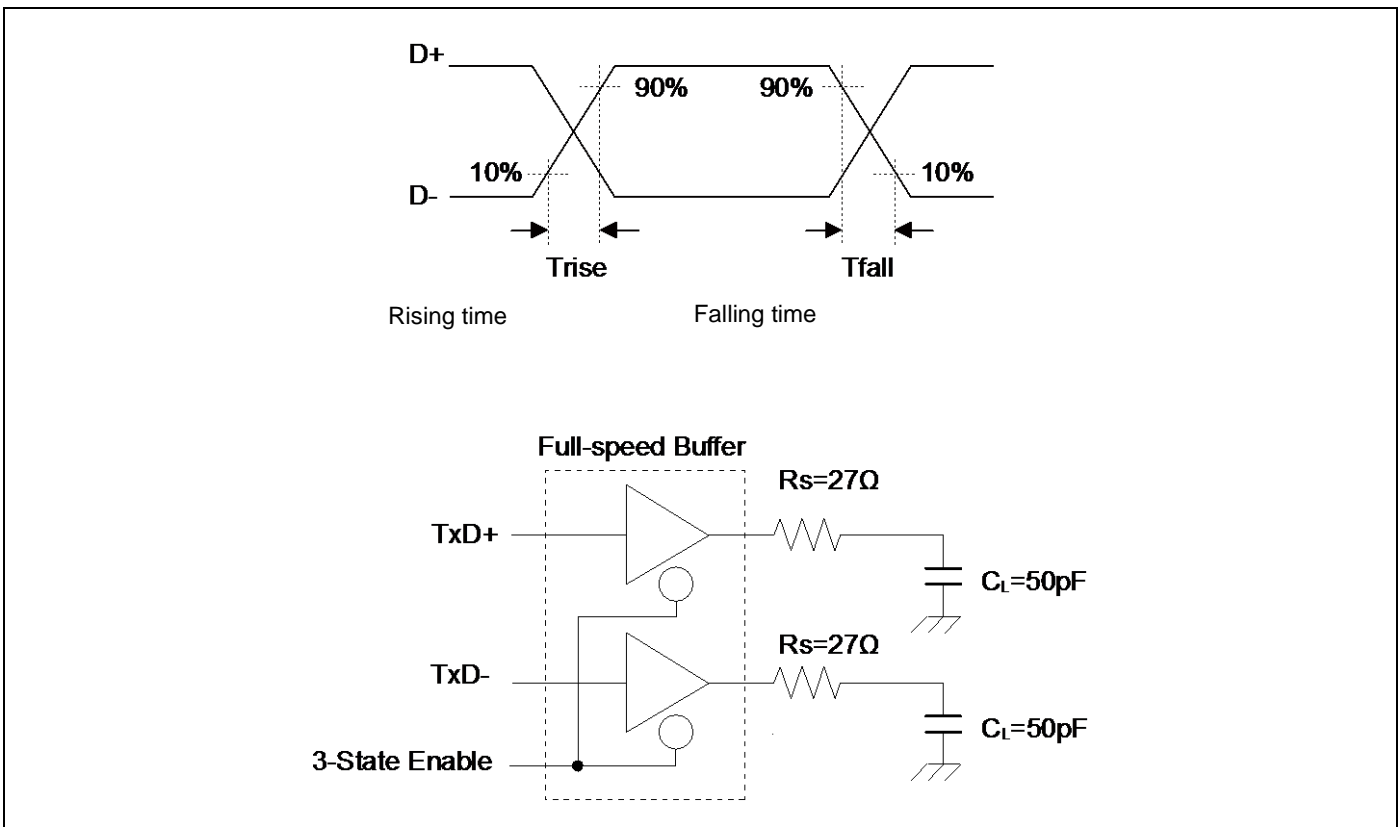 D+
90% 90%
10% 10%
D-
Trise Tfall
Rising time Falling time
Full-speed Buffer
Rs=27Ω
TxD+
CL=50pF
Rs=27Ω
TxD-
CL=50pF
3-State Enable